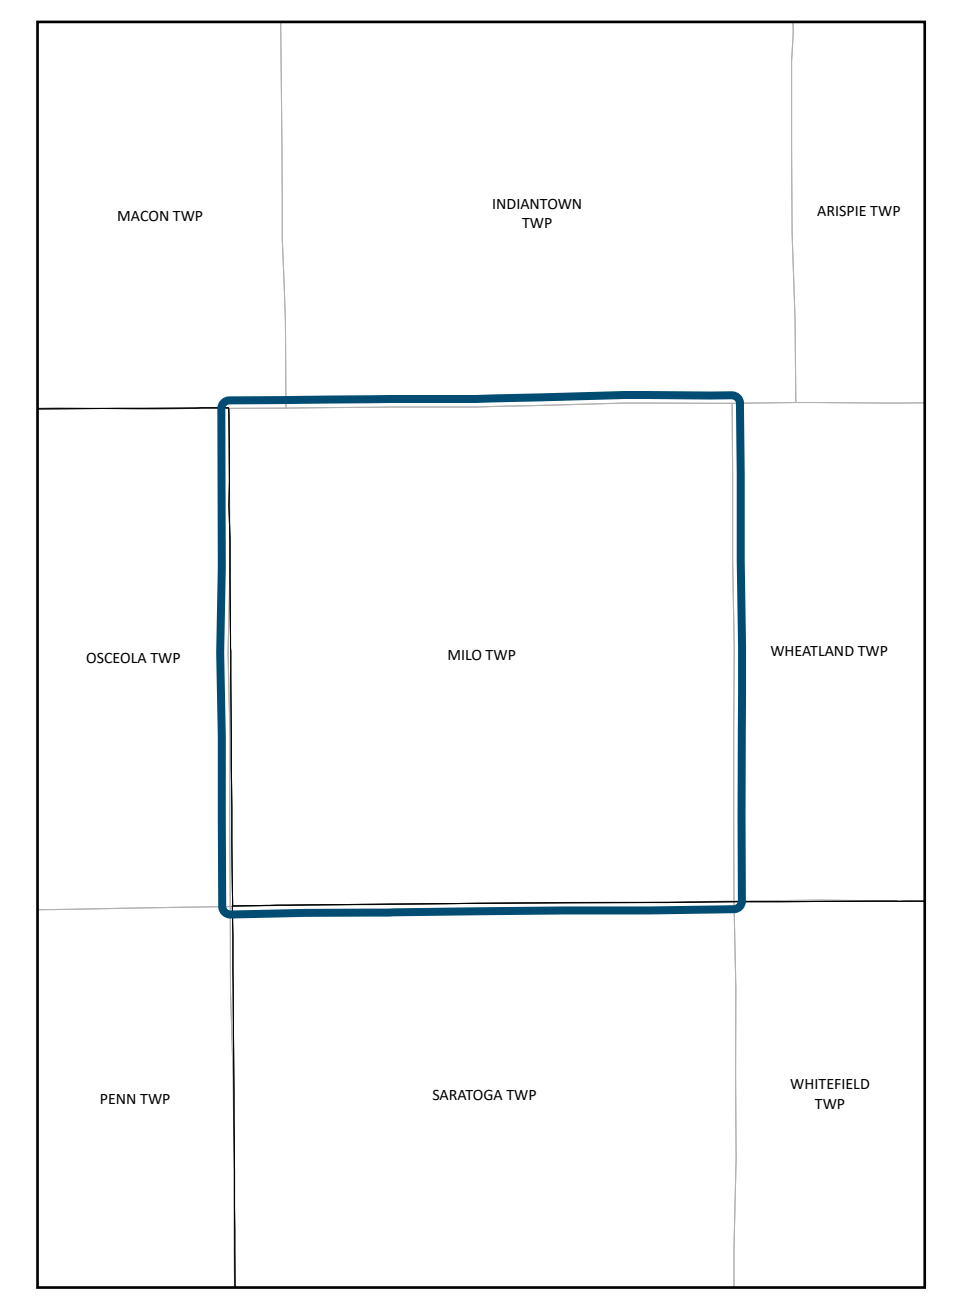 MACON TWP
INDIANTOWN
TWP
ARISPIE TWP
OSCEOLA TWP
MILO TWP
WHEATLAND TWP
PENN TWP
SARATOGA TWP
WHITEFIELD
TWP